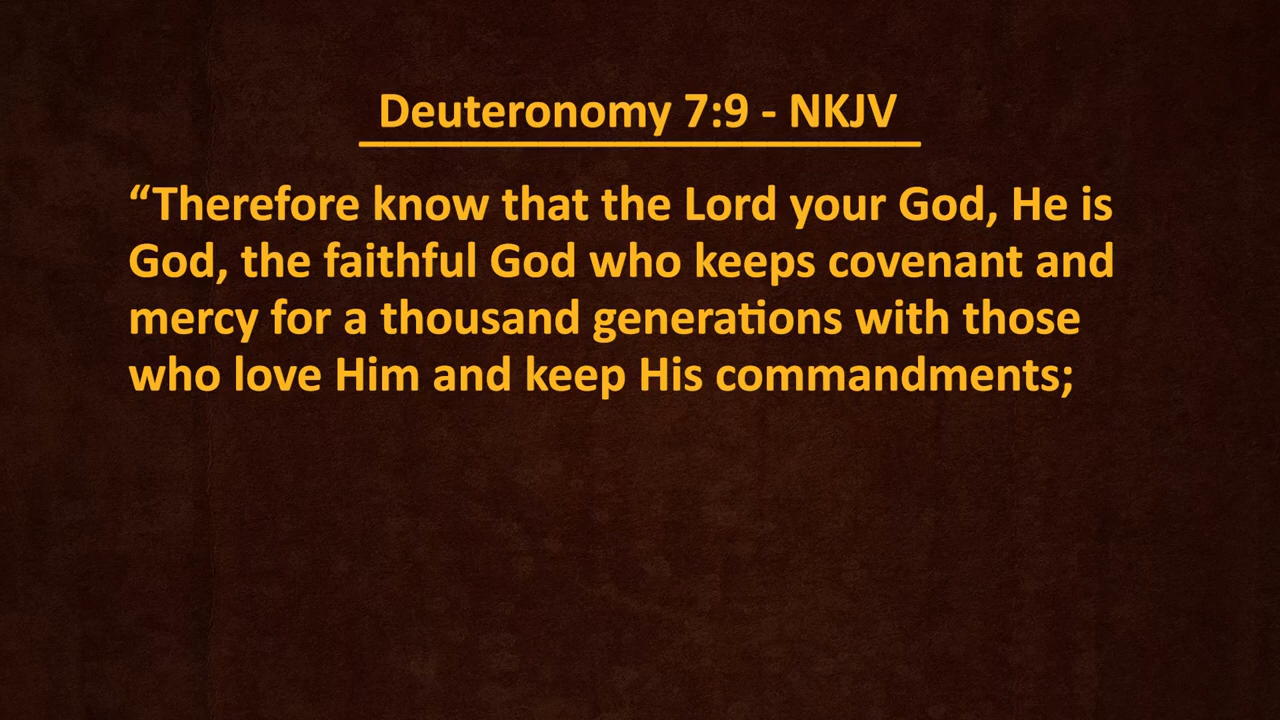 Deuteronomy 7:9 - NKJV
“Therefore know that the Lord your God, He is
God, the faithful God who keeps covenant and
mercy for a thousand generations with those
who love Him and keep His commandments;